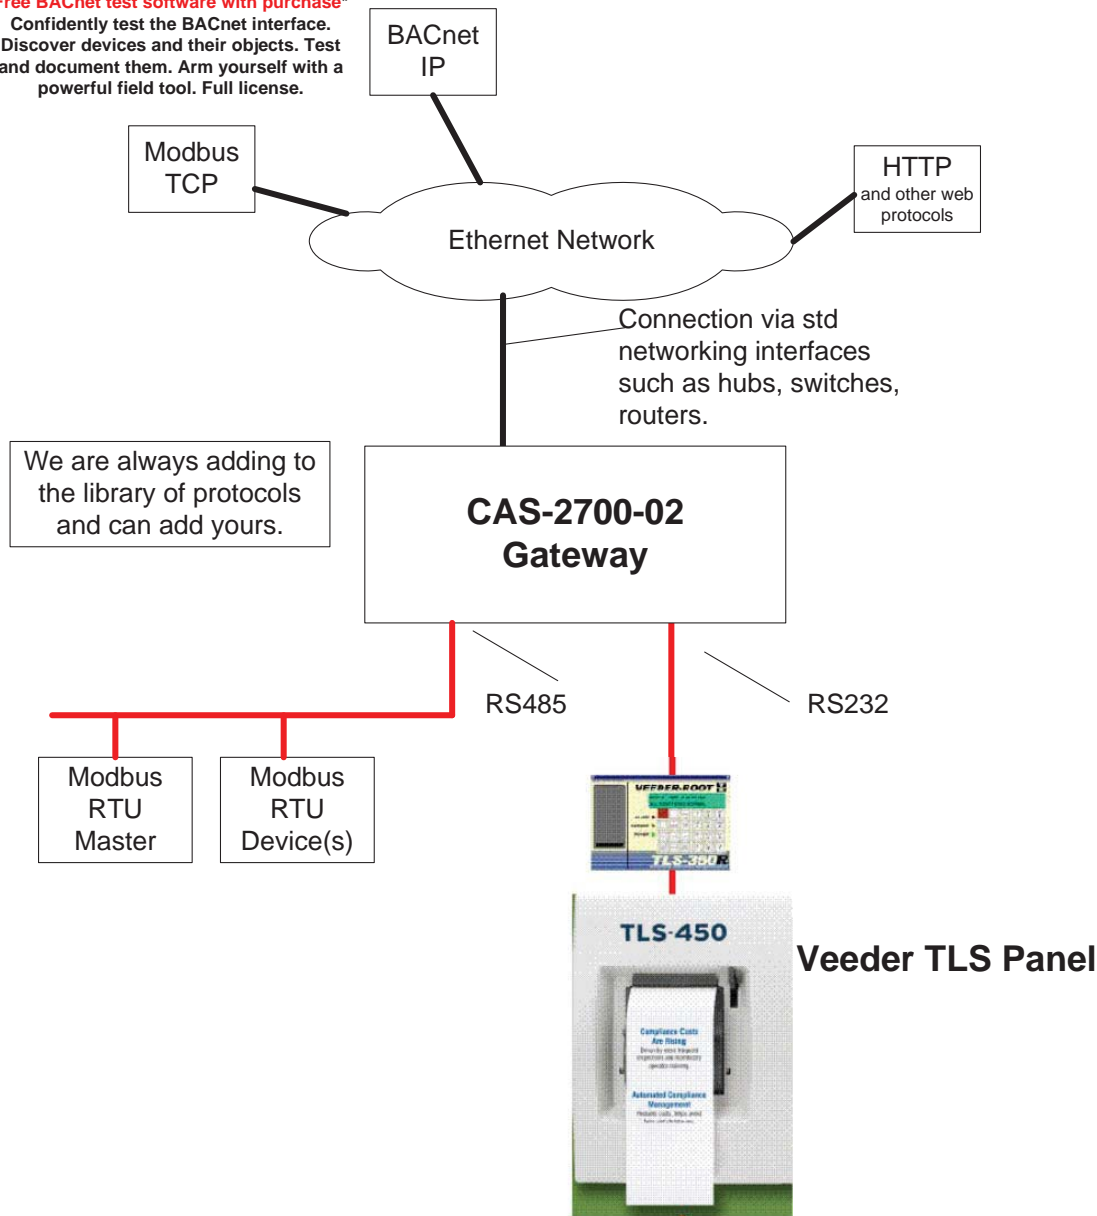 Free BACnet test software with purchase"
Confidently test the BACnet interface.
Discover devices and their objects. Test
and document them. Arm yourself with a
powerful field tool. Full license.
BACnet
IP
Modbus
TCP
HTTP
and other web
protocols
Ethernet Network
Connection via std
networking interfaces
such as hubs, switches,
routers.
We are always adding to
the library of protocols
and can add yours.
CAS-2700-02
Gateway
RS485
RS232
Modbus
RTU
Master
Modbus
RTU
Device(s)
VEEDER-ROOT
TLS-350R
TLS-450
Veeder TLS Panel
Compliance Costs
Are Rising
Automated Compliance
Management